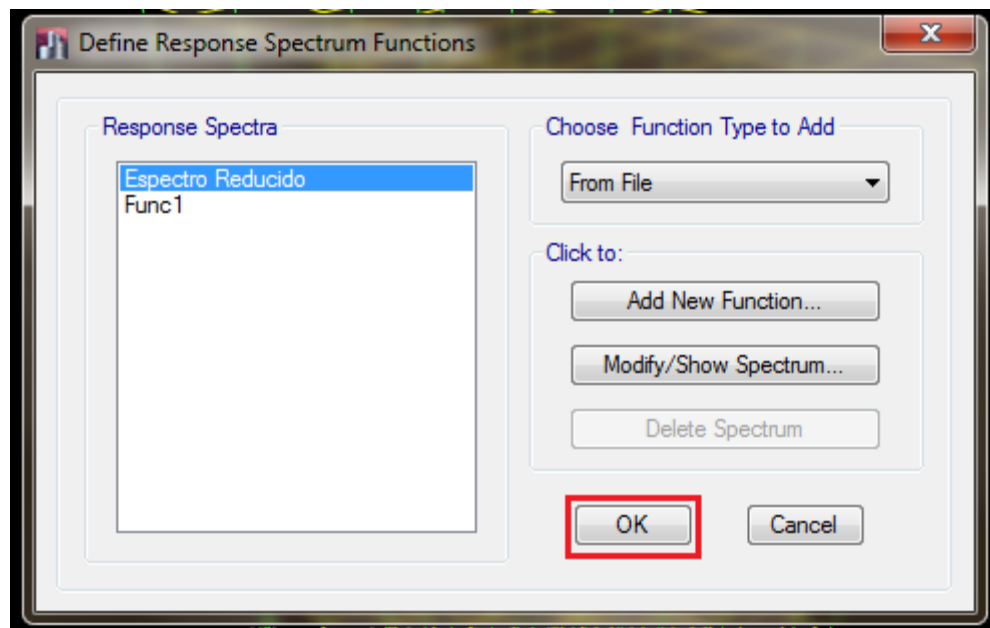 Define Response Spectrum Functions
Response Spectra
Espectro Reducido
Func1
Choose Function Type to Add
From File
Click to:
Add New Function...
Modify/Show Spectrum...
Delete Spectrum
OK
Cancel